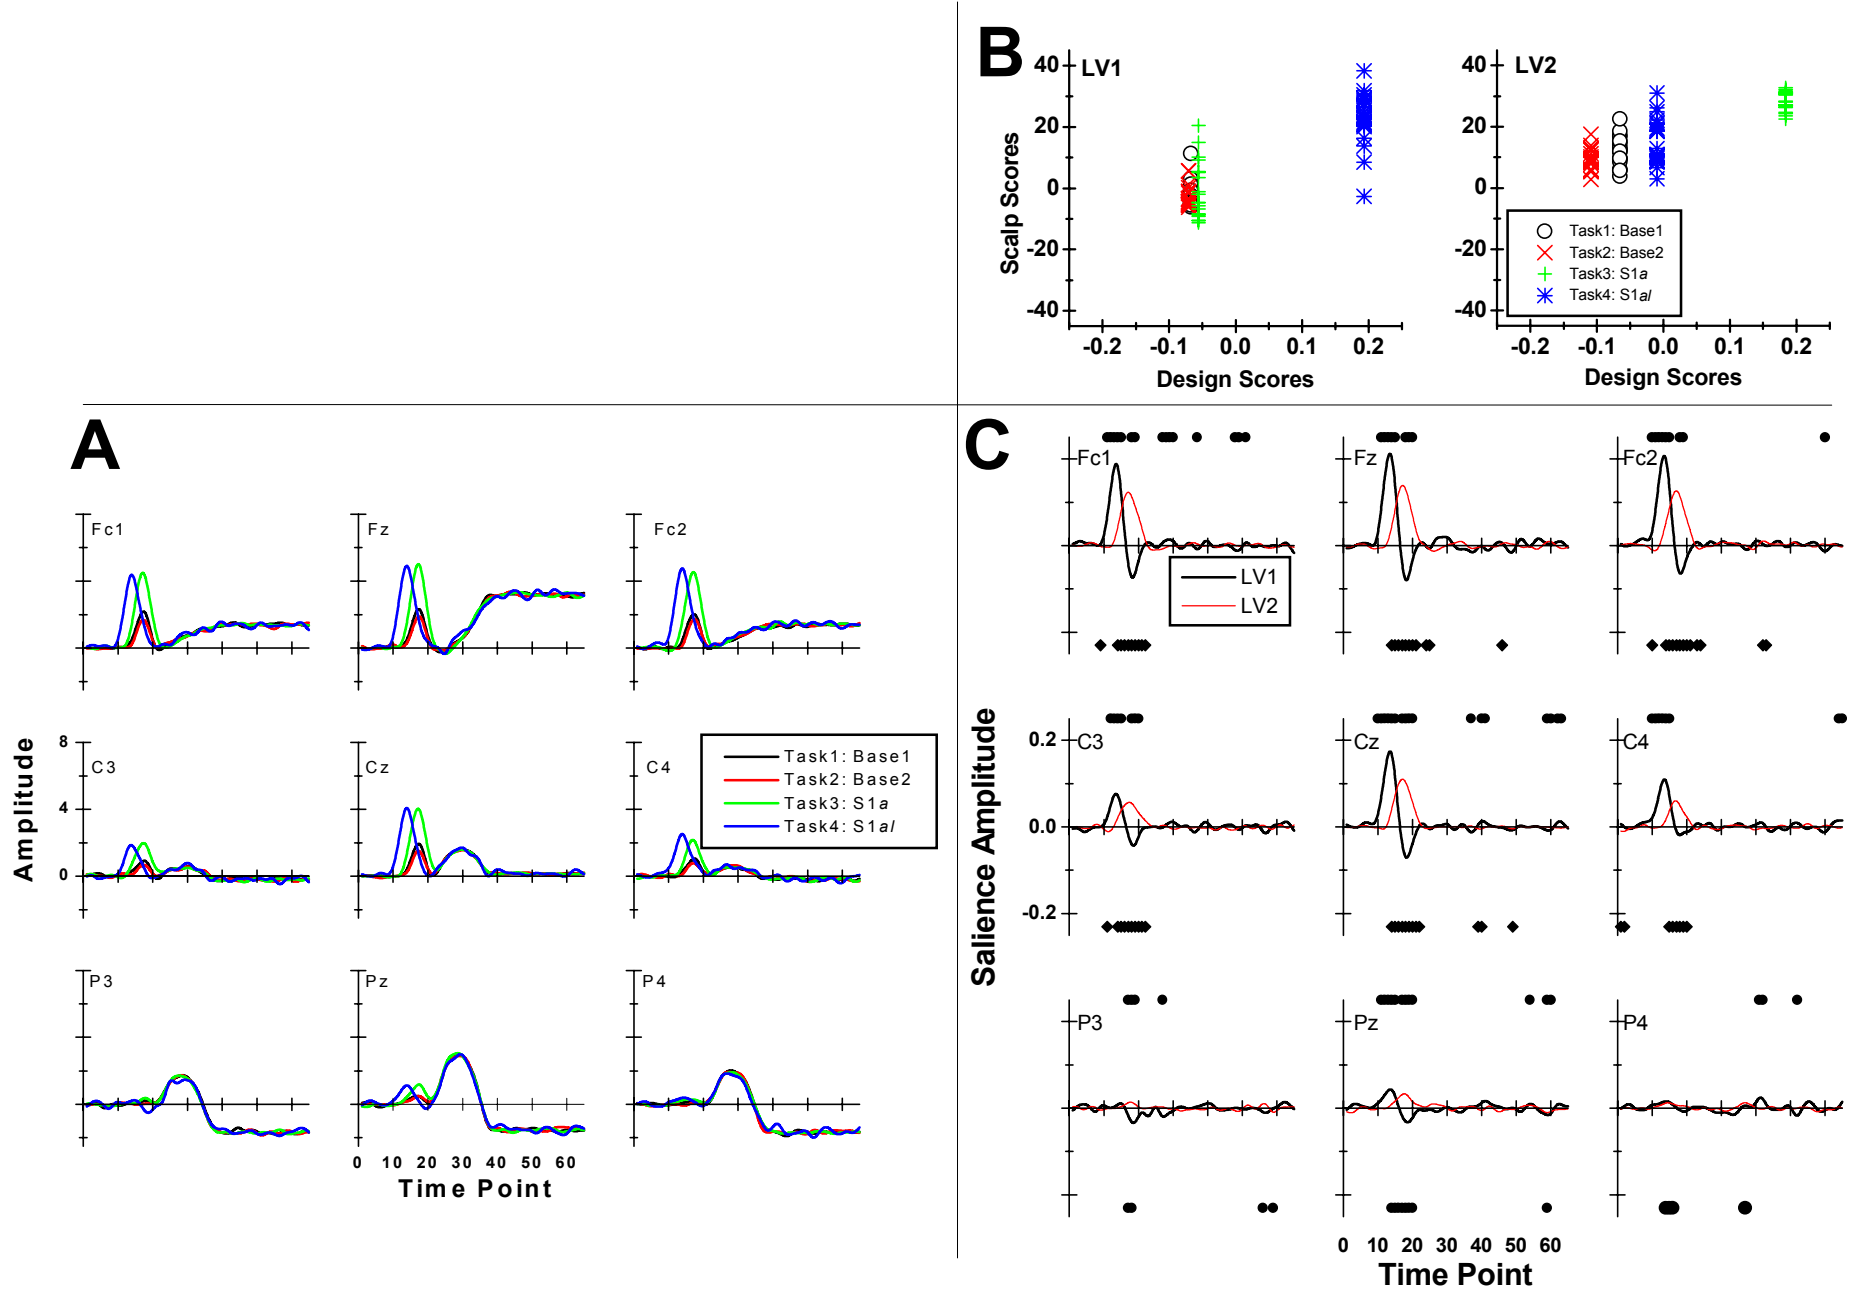 B
LV1
40
20
0
-20
-40
Scalp Scores
-0.2 -0.1 0.0 0.1 0.2
Design Scores
LV2
40
20
0
-20
-40
Task1: Base1
Task2: Base2
Task3: S1a
Task4: S1al
-0.2 -0.1 0.0 0.1 0.2
Design Scores
A
Fc1 Fz Fc2
C3 Cz C4
8
4
0
Amplitude
Task1: Base1
Task2: Base2
Task3: S1a
Task4: S1al
P3 Pz P4
0 10 20 30 40 50 60
Time Point
C
Fc1 Fz Fc2
LV1
LV2
C3 Cz C4
0.2
0.0
-0.2
Salience Amplitude
P3 Pz P4
0 10 20 30 40 50 60
Time Point